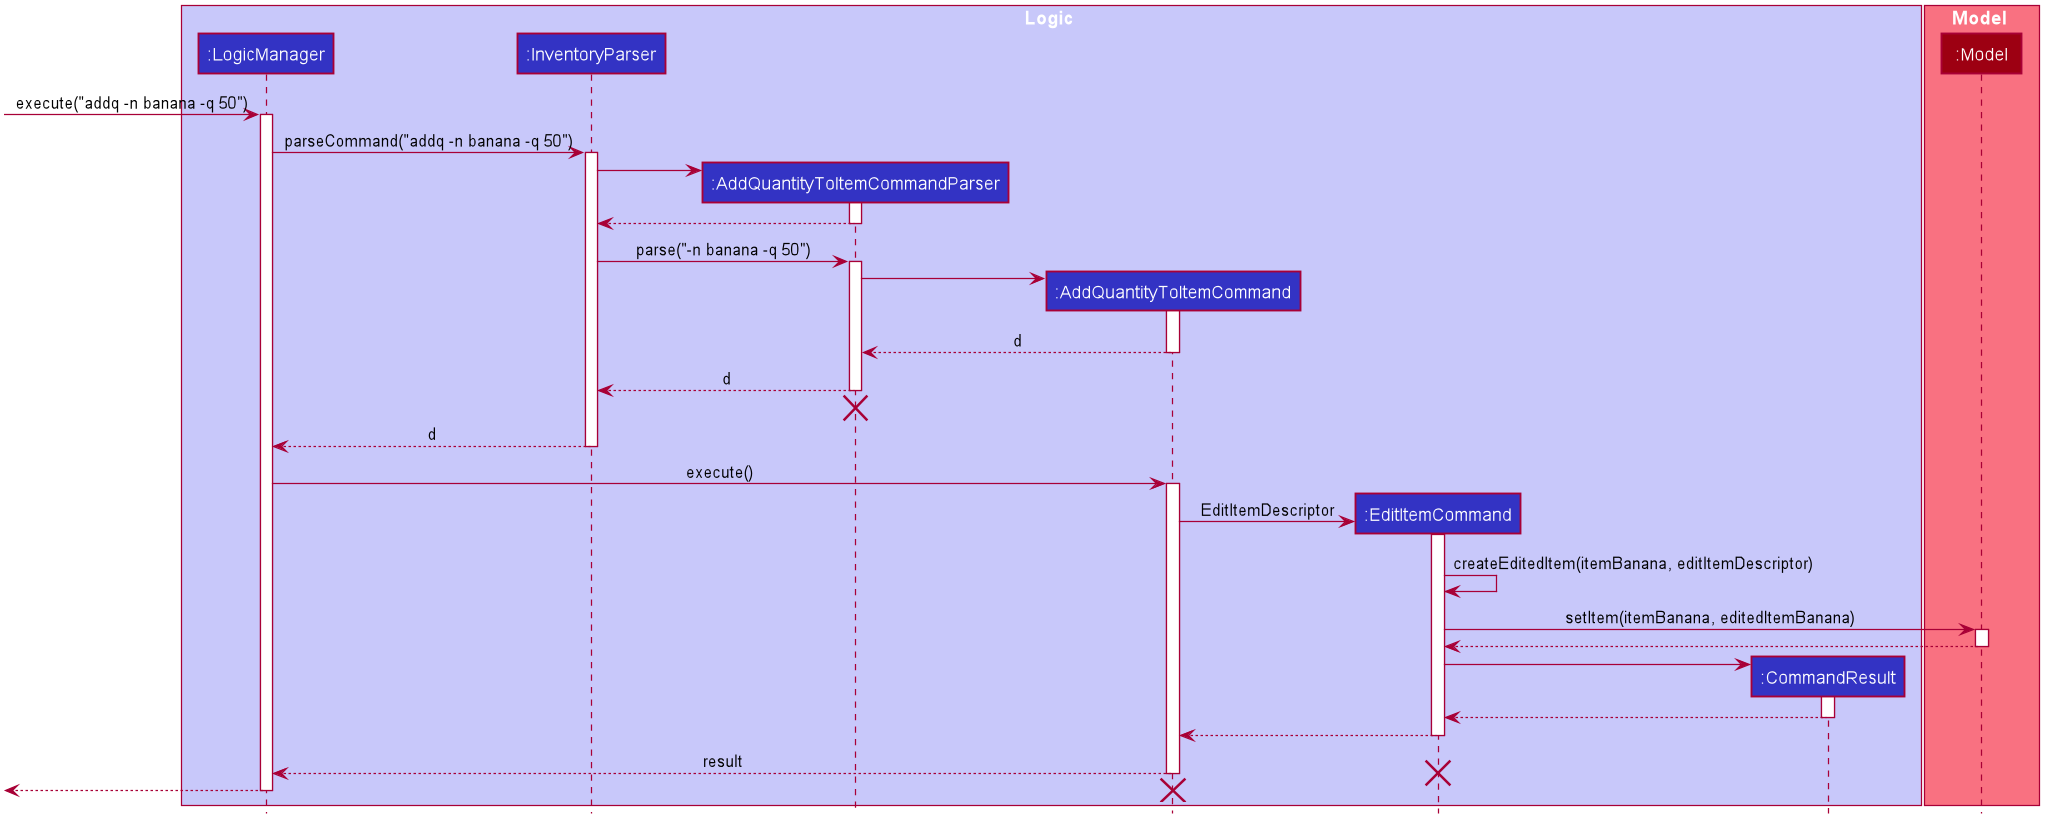 Logic
Model
:LogicManager
:InventoryParser
:Model
execute("addq -n banana -q 50")
parseCommand("addq -n banana -q 50")
:AddQuantityToItemCommandParser
parse("-n banana -q 50")
:AddQuantityToItemCommand
d
d
d
execute()
EditItemDescriptor
:EditItemCommand
createEditedItem(itemBanana, editItemDescriptor)
setItem(itemBanana, editedItemBanana)
:CommandResult
result